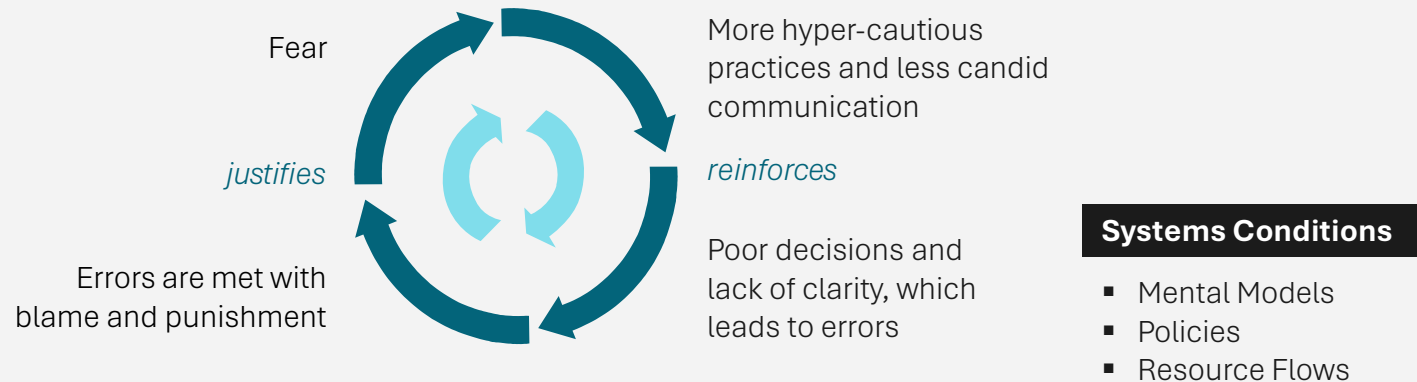 Fear
More hyper-cautious
practices and less candid
communication
justifies
reinforces
Errors are met with
blame and punishment
Poor decisions and
lack of clarity, which
leads to errors
Systems Conditions
▪ Mental Models
▪ Policies
▪ Resource Flows